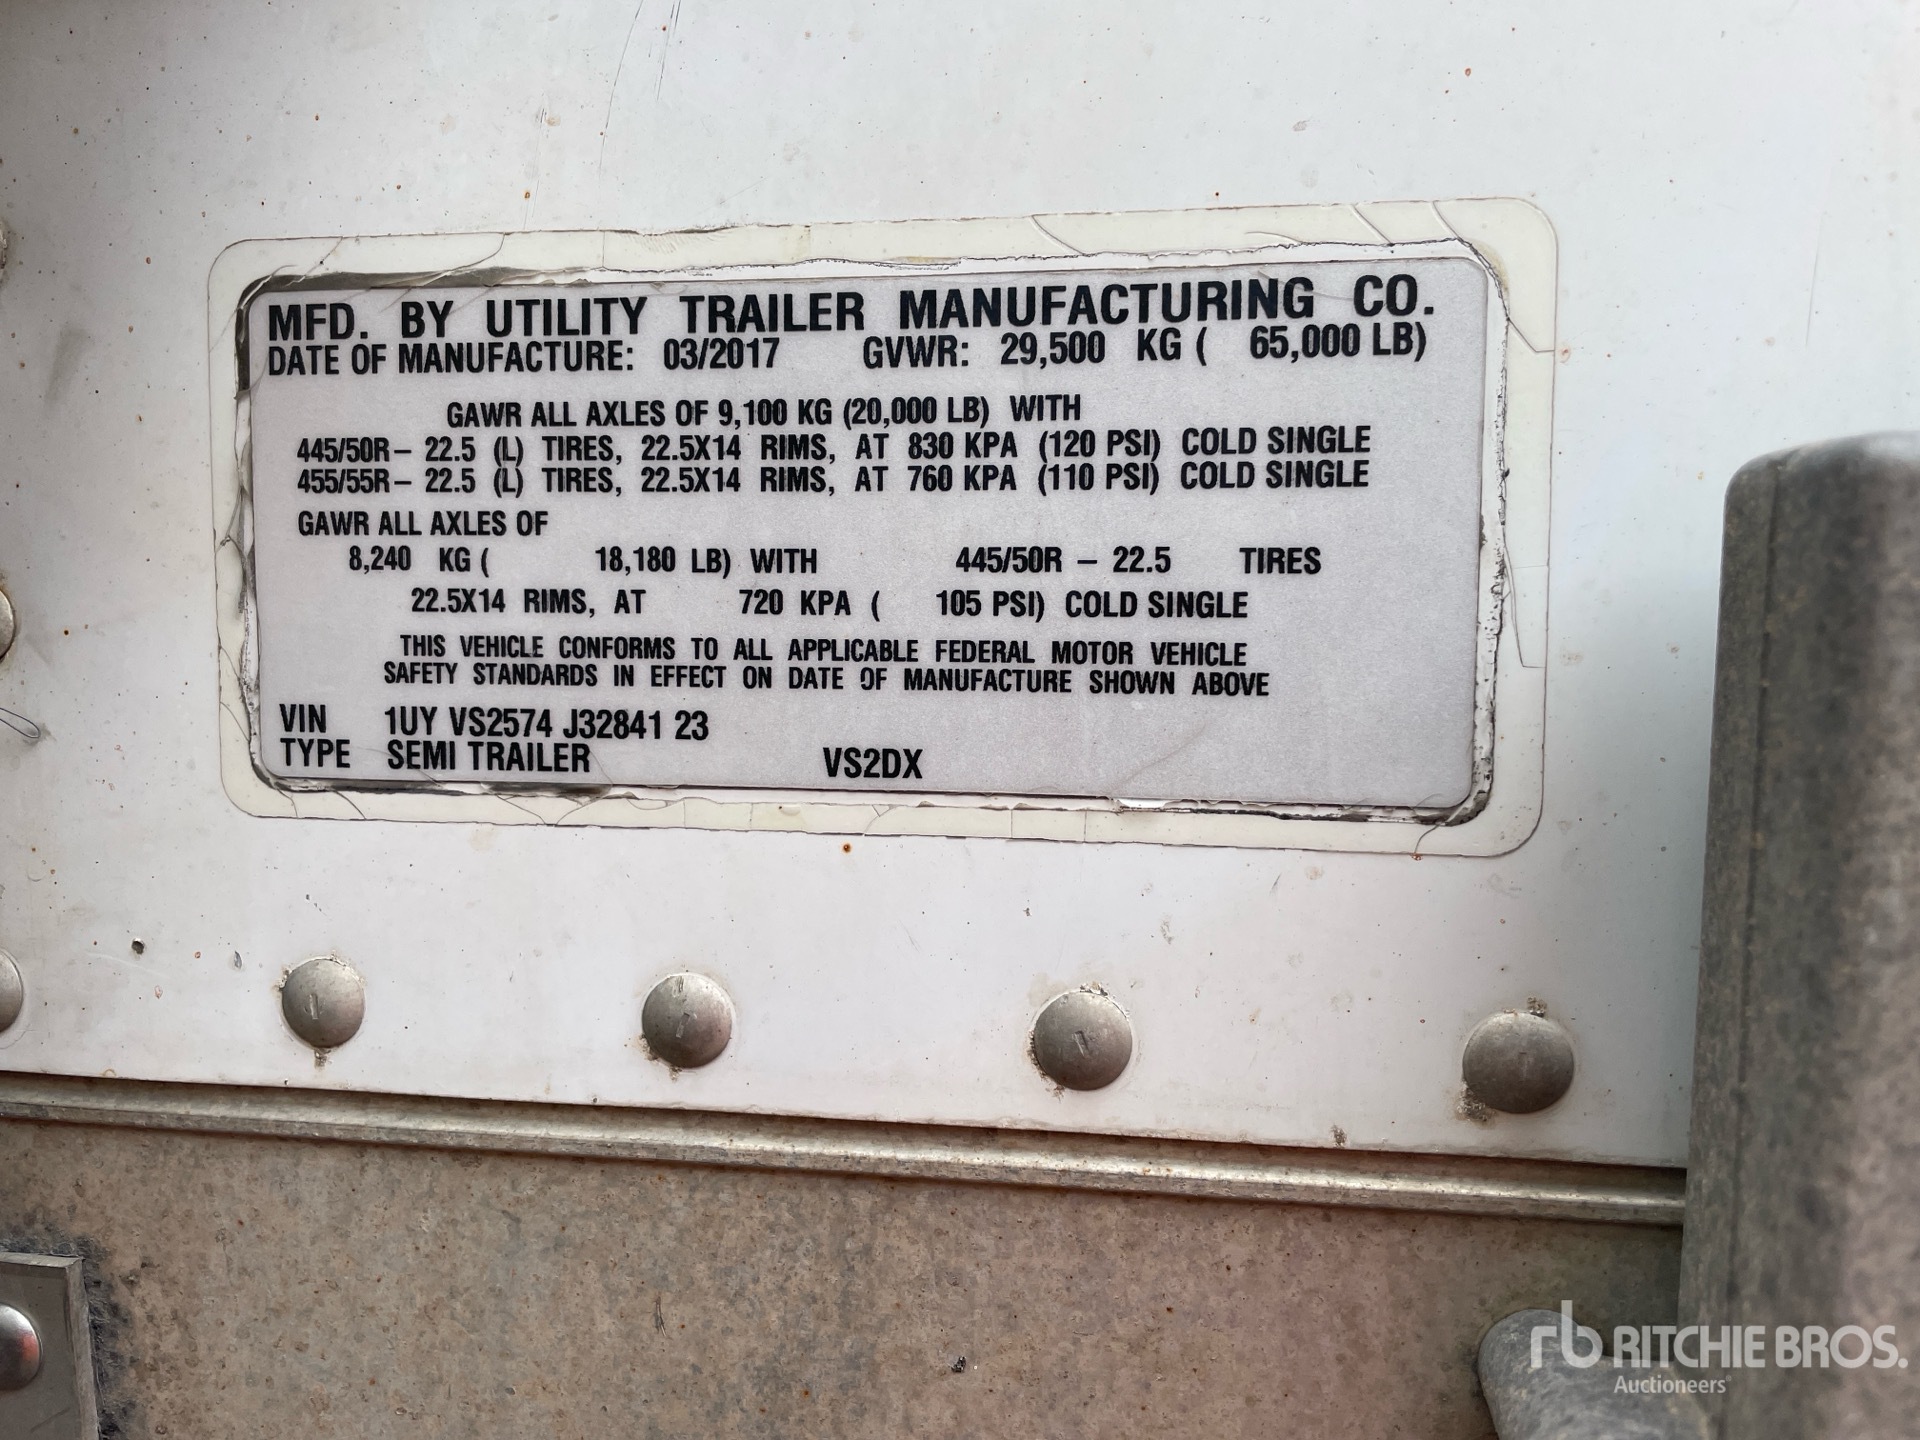 MFD. BY UTILITY TRAILER MANUFACTURING CO.
DATE OF MANUFACTURE: 03/2017 GVWR: 29,500 KG ( 65,000 LB)
GAWR ALL AXLES OF 9,100 KG (20,000 LB) WITH
445/50R – 22.5 (L) TIRES, 22.5X14 RIMS, AT 830 KPA (120 PSI) COLD SINGLE
455/55R – 22.5 (L) TIRES, 22.5X14 RIMS, AT 760 KPA (110 PSI) COLD SINGLE
GAWR ALL AXLES OF
8,240 KG ( 18,180 LB) WITH 445/50R – 22.5 TIRES
22.5X14 RIMS, AT 720 KPA ( 105 PSI) COLD SINGLE
THIS VEHICLE CONFORMS TO ALL APPLICABLE FEDERAL MOTOR VEHICLE
SAFETY STANDARDS IN EFFECT ON DATE OF MANUFACTURE SHOWN ABOVE
VIN 1UY VS2574 J32841 23
TYPE SEMI TRAILER VS2DX
rb RITCHIE BROS.
Auctioneers